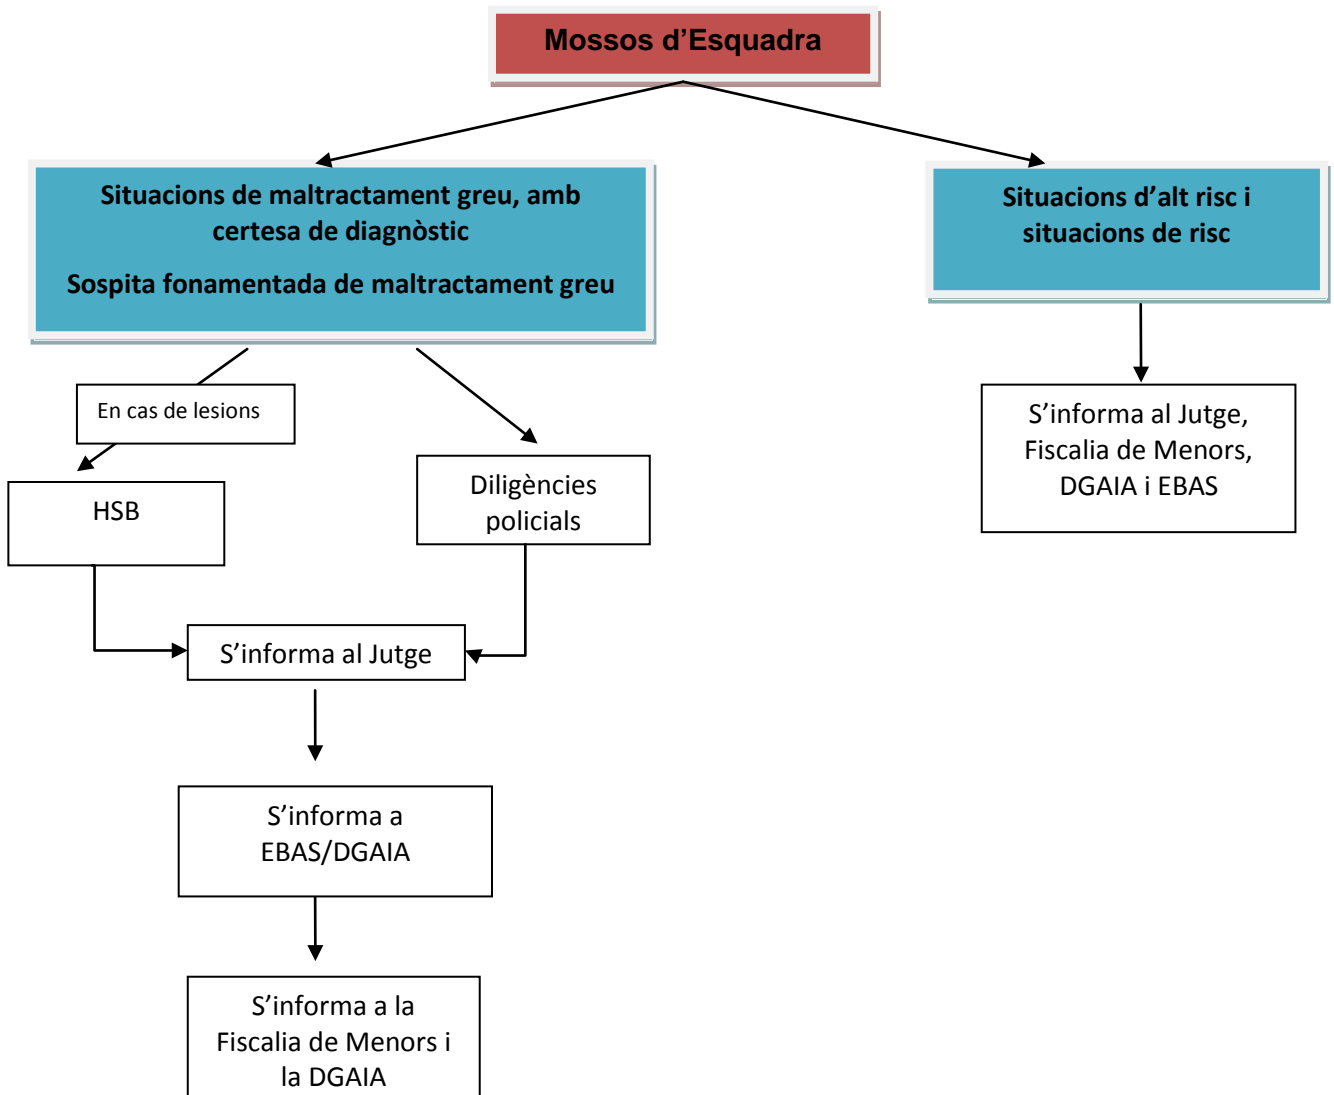 Mossos d’Esquadra
Situacions de maltractament greu, amb
certesa de diagnòstic
Sospita fonamentada de maltractament greu
Situacions d’alt risc i
situacions de risc
En cas de lesions
HSB
Diligències
policials
S’informa al Jutge,
Fiscalia de Menors,
DGAIA i EBAS
S’informa al Jutge
S’informa a
EBAS/DGAIA
S’informa a la
Fiscalia de Menors i
la DGAIA